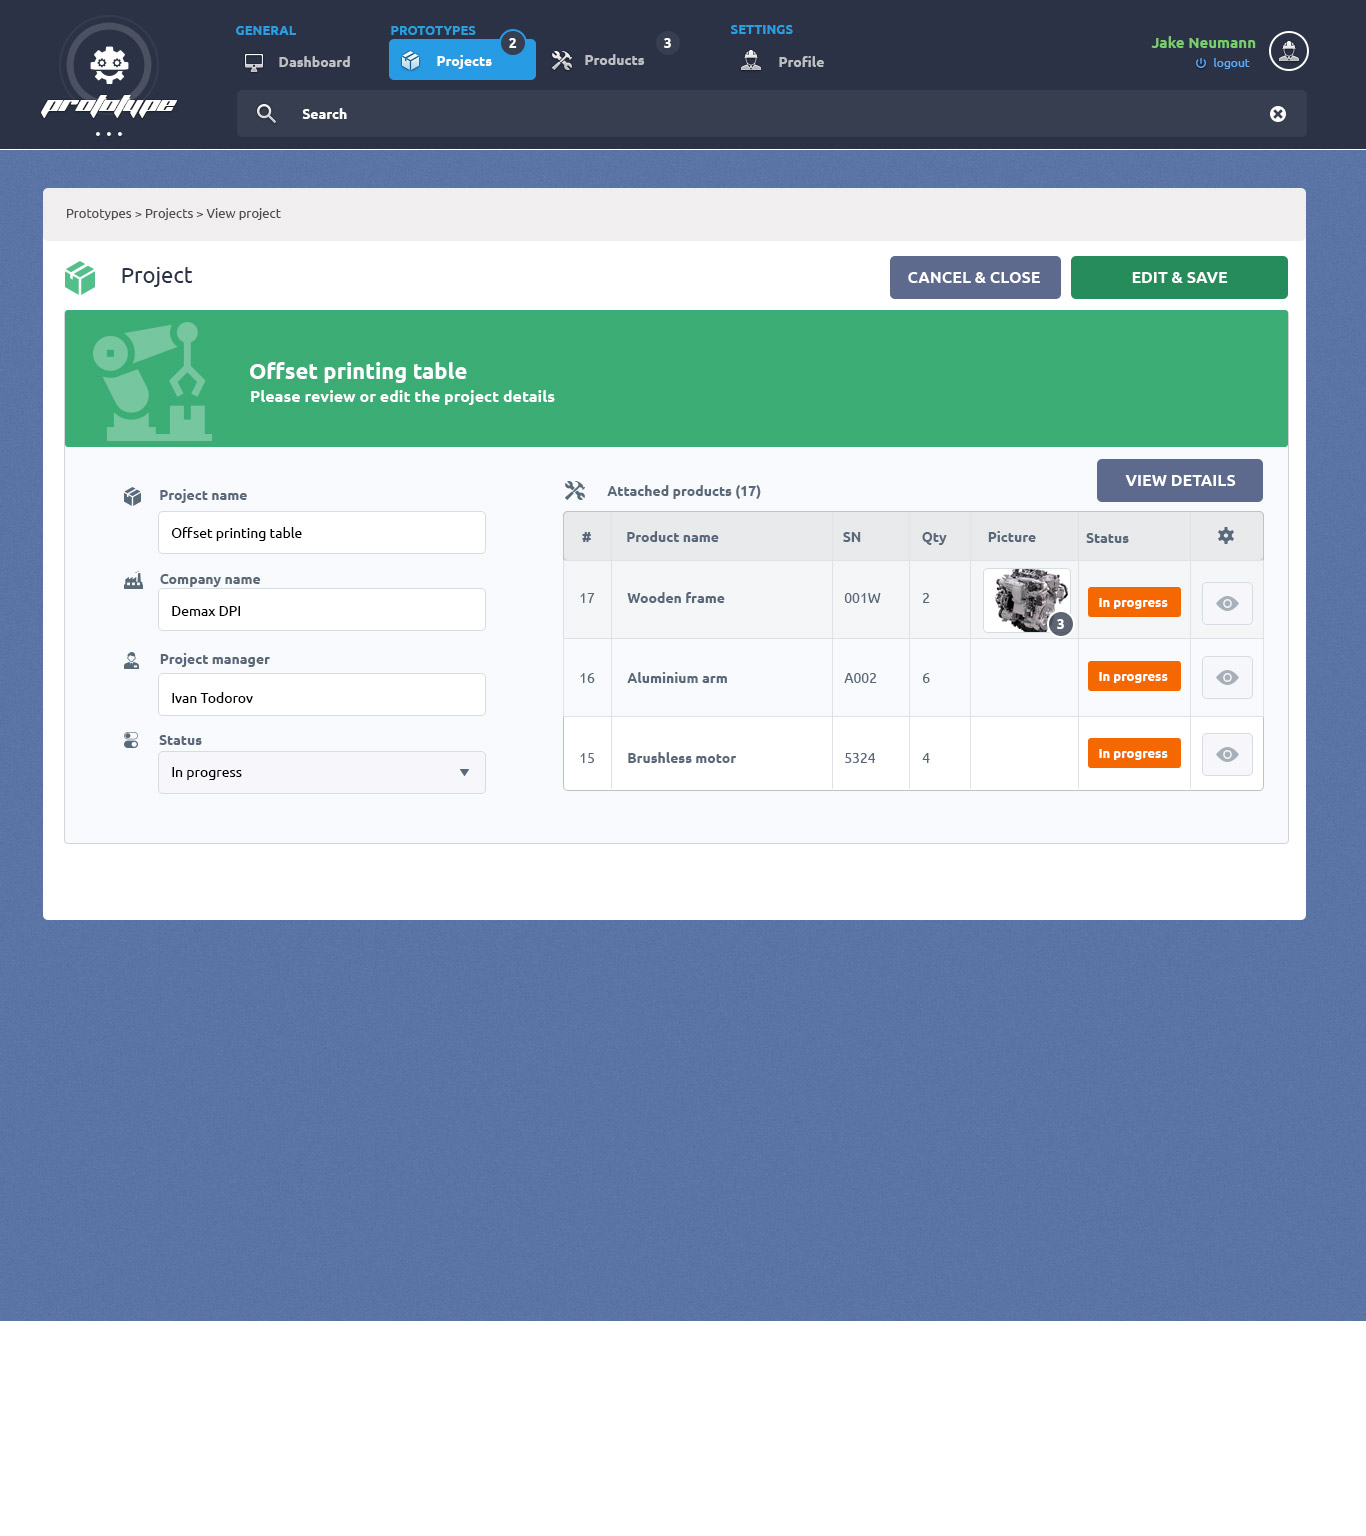 GENERAL
PROTOTYPES
SETTINGS
Dashboard
Projects
2
Products
3
Profile
Jake Neumann
logout
prototype
Search
Prototypes > Projects > View project
Project
CANCEL & CLOSE
EDIT & SAVE
Offset printing table
Please review or edit the project details
Project name
Offset printing table
Company name
Demax DPI
Project manager
Ivan Todorov
Status
In progress
Attached products (17)
VIEW DETAILS
# Product name SN Qty Picture Status
17 Wooden frame 001W 2 3 In progress
16 Aluminium arm A002 6 In progress
15 Brushless motor 5324 4 In progress